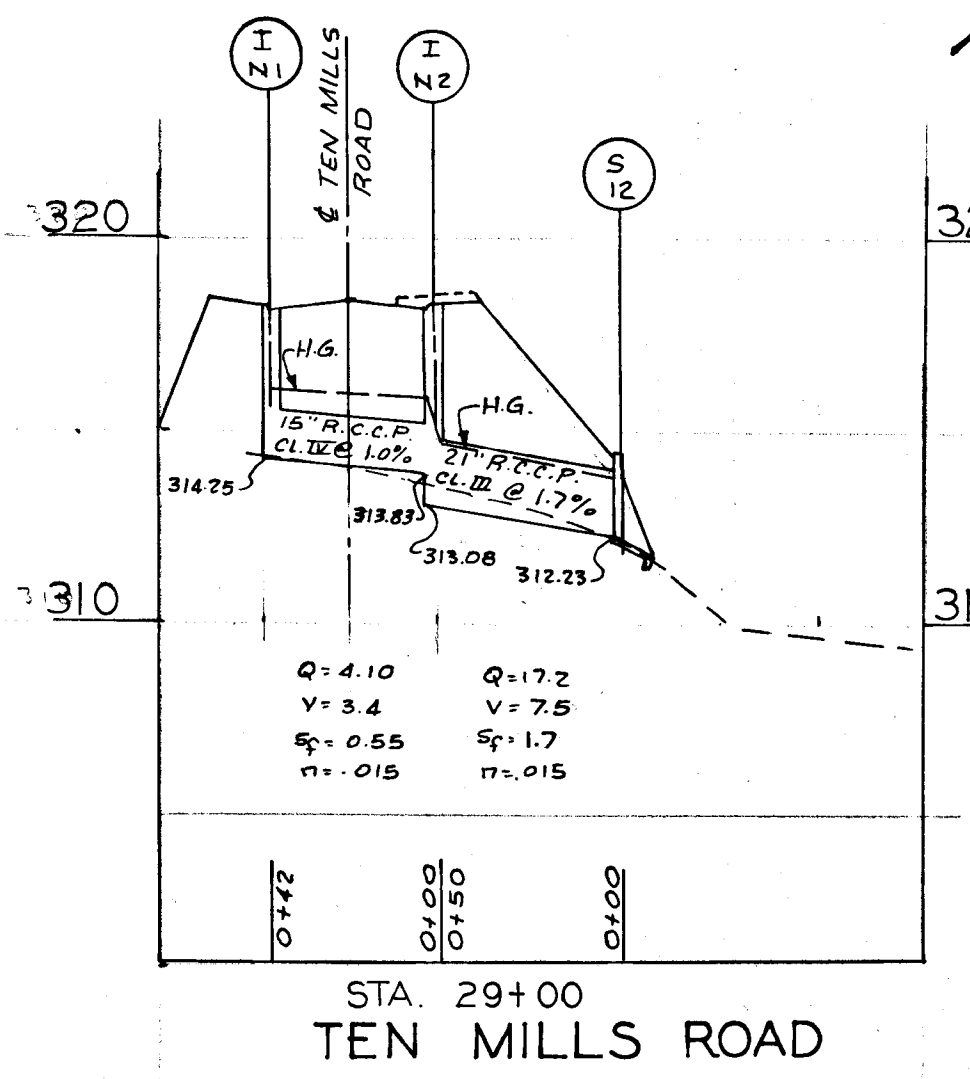 I
N1
℄ TEN MILLS
ROAD
I
N2
S
12
320
32
H.G.
H.G.
15" R.C.C.P.
CL. IV @ 1.0%
21" R.C.C.P.
CL. III @ 1.7%
314.25
313.83
313.08
312.23
310
31
Q=4.10
V=3.4
Sf=0.55
n=.015
Q=17.2
V=7.5
Sf=1.7
n=.015
0+42
0+00
0+50
0+00
STA. 29+00
TEN MILLS ROAD